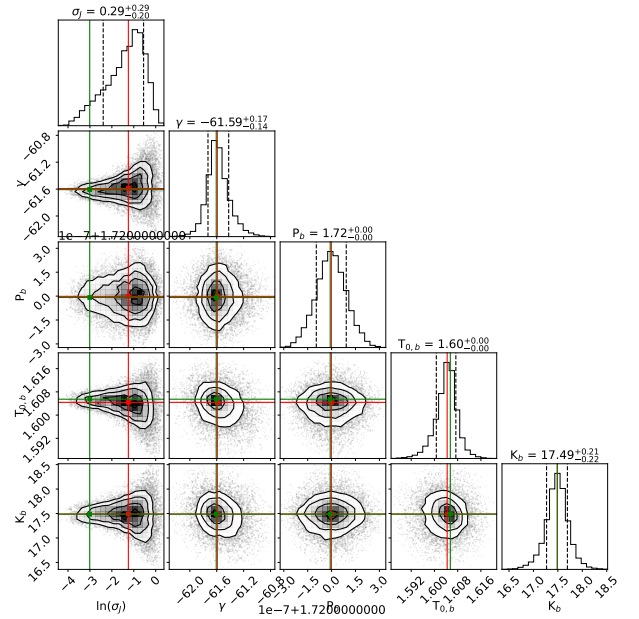 σ_J = 0.29^{+0.29}_{-0.20}
γ = −61.59^{+0.17}_{-0.14}
γ
−60.8
−61.2
−61.6
−62.0
1e−7+1.7200000000
P_b = 1.72^{+0.00}_{-0.00}
P_b
3.0
1.5
0.0
−1.5
−3.0
T_{0,b} = 1.60^{+0.00}_{-0.00}
T_{0,b}
1.616
1.608
1.600
1.592
K_b = 17.49^{+0.21}_{-0.22}
K_b
18.5
18.0
17.5
17.0
16.5
−4 −3 −2 −1 0
ln(σ_J)
−62.0 −61.6 −61.2
γ
−1.5 0.0 1.5 3.0
1e−7+1.7200000000
1.592 1.600 1.608 1.616
T_{0,b}
16.5 17.0 17.5 18.0 18.5
K_b